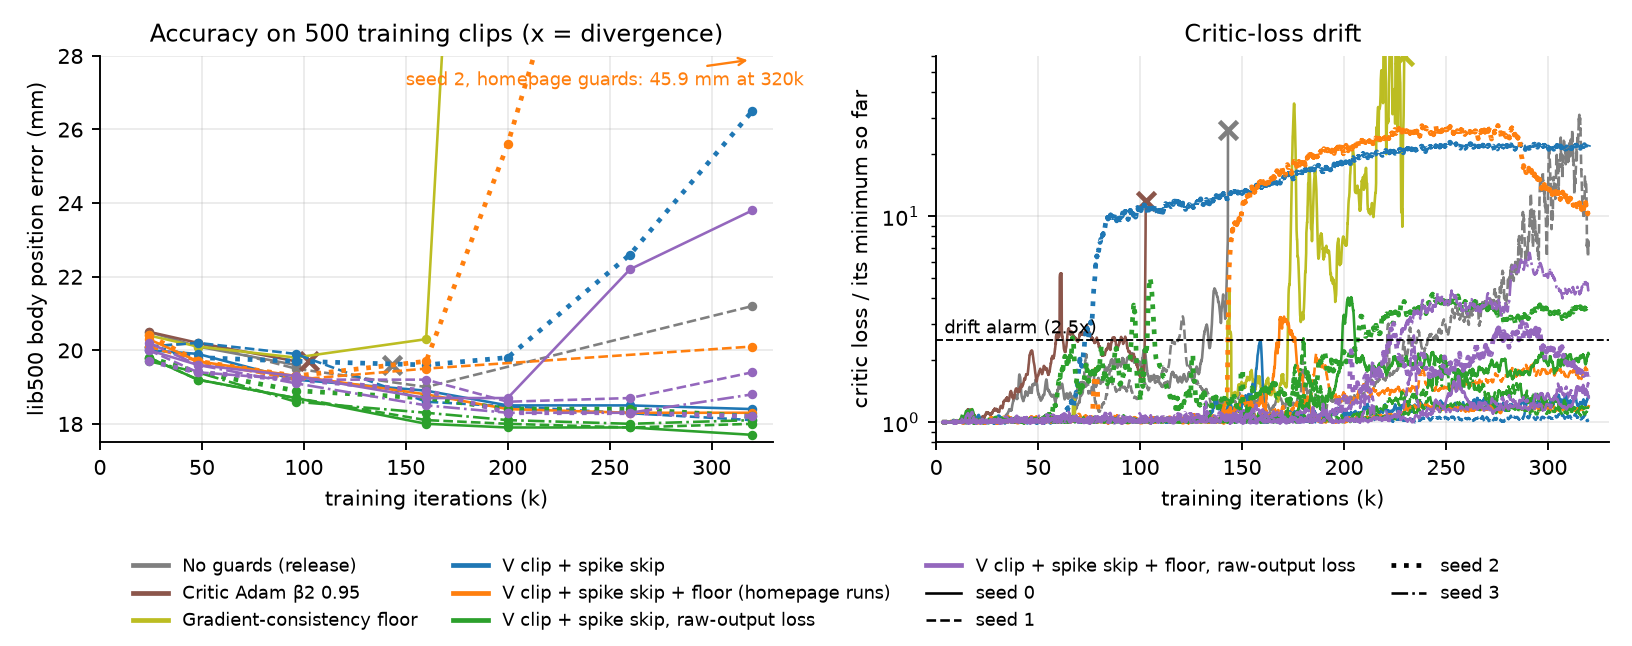 Accuracy on 500 training clips (x = divergence)
28
26
24
22
20
18
0
50
100
150
200
250
300
lib500 body position error (mm)
training iterations (k)
seed 2, homepage guards: 45.9 mm at 320k
Critic-loss drift
10¹
10⁰
0
50
100
150
200
250
300
critic loss / its minimum so far
training iterations (k)
drift alarm (2.5x)
No guards (release)
Critic Adam β2 0.95
Gradient-consistency floor
V clip + spike skip
V clip + spike skip + floor (homepage runs)
V clip + spike skip, raw-output loss
V clip + spike skip + floor, raw-output loss
seed 0
seed 1
seed 2
seed 3